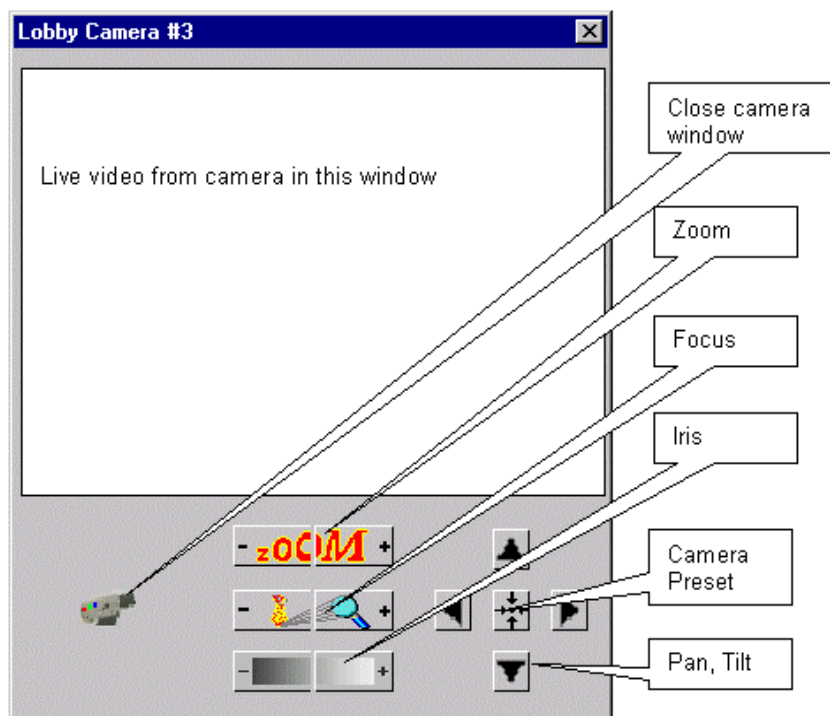 Lobby Camera #3
Close camera
window
Live video from camera in this window
Zoom
Focus
Iris
- zoOM +
Camera
Preset
- +
- +
Pan, Tilt